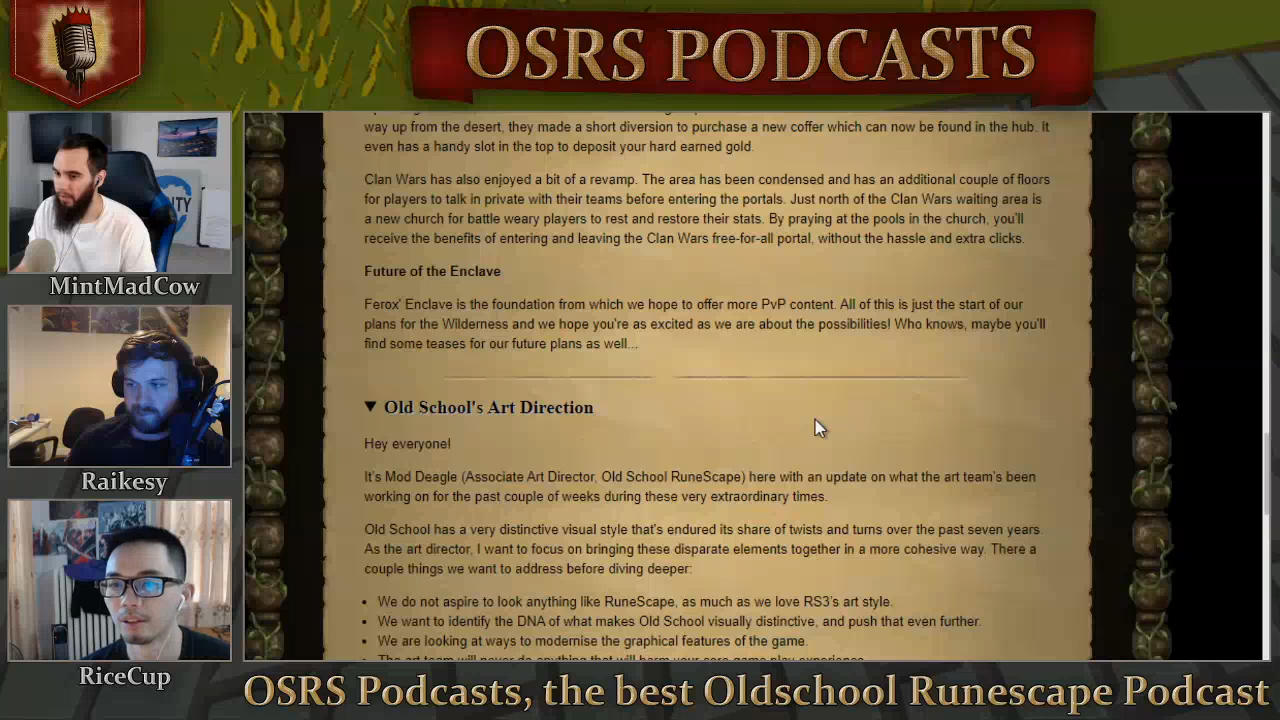 OSRS PODCASTS
way up from the desert, they made a short diversion to purchase a new coffer which can now be found in the hub. It
even has a handy slot in the top to deposit your hard earned gold.
Clan Wars has also enjoyed a bit of a revamp. The area has been condensed and has an additional couple of floors
for players to talk in private with their teams before entering the portals. Just north of the Clan Wars waiting area is
a new church for battle weary players to rest and restore their stats. By praying at the pools in the church, you'll
receive the benefits of entering and leaving the Clan Wars free-for-all portal, without the hassle and extra clicks.
Future of the Enclave
Ferox' Enclave is the foundation from which we hope to offer more PvP content. All of this is just the start of our
plans for the Wilderness and we hope you're as excited as we are about the possibilities! Who knows, maybe you'll
find some teases for our future plans as well...
Old School's Art Direction
Hey everyone!
It's Mod Deagle (Associate Art Director, Old School RuneScape) here with an update on what the art team's been
working on for the past couple of weeks during these very extraordinary times.
Old School has a very distinctive visual style that's endured its share of twists and turns over the past seven years.
As the art director, I want to focus on bringing these disparate elements together in a more cohesive way. There a
couple things we want to address before diving deeper:
• We do not aspire to look anything like RuneScape, as much as we love RS3's art style.
• We want to identify the DNA of what makes Old School visually distinctive, and push that even further.
• We are looking at ways to modernise the graphical features of the game.
• The art team will never do anything that will harm your core game play experience.
MintMadCow
Raikesy
RiceCup
OSRS Podcasts, the best Oldschool Runescape Podcast